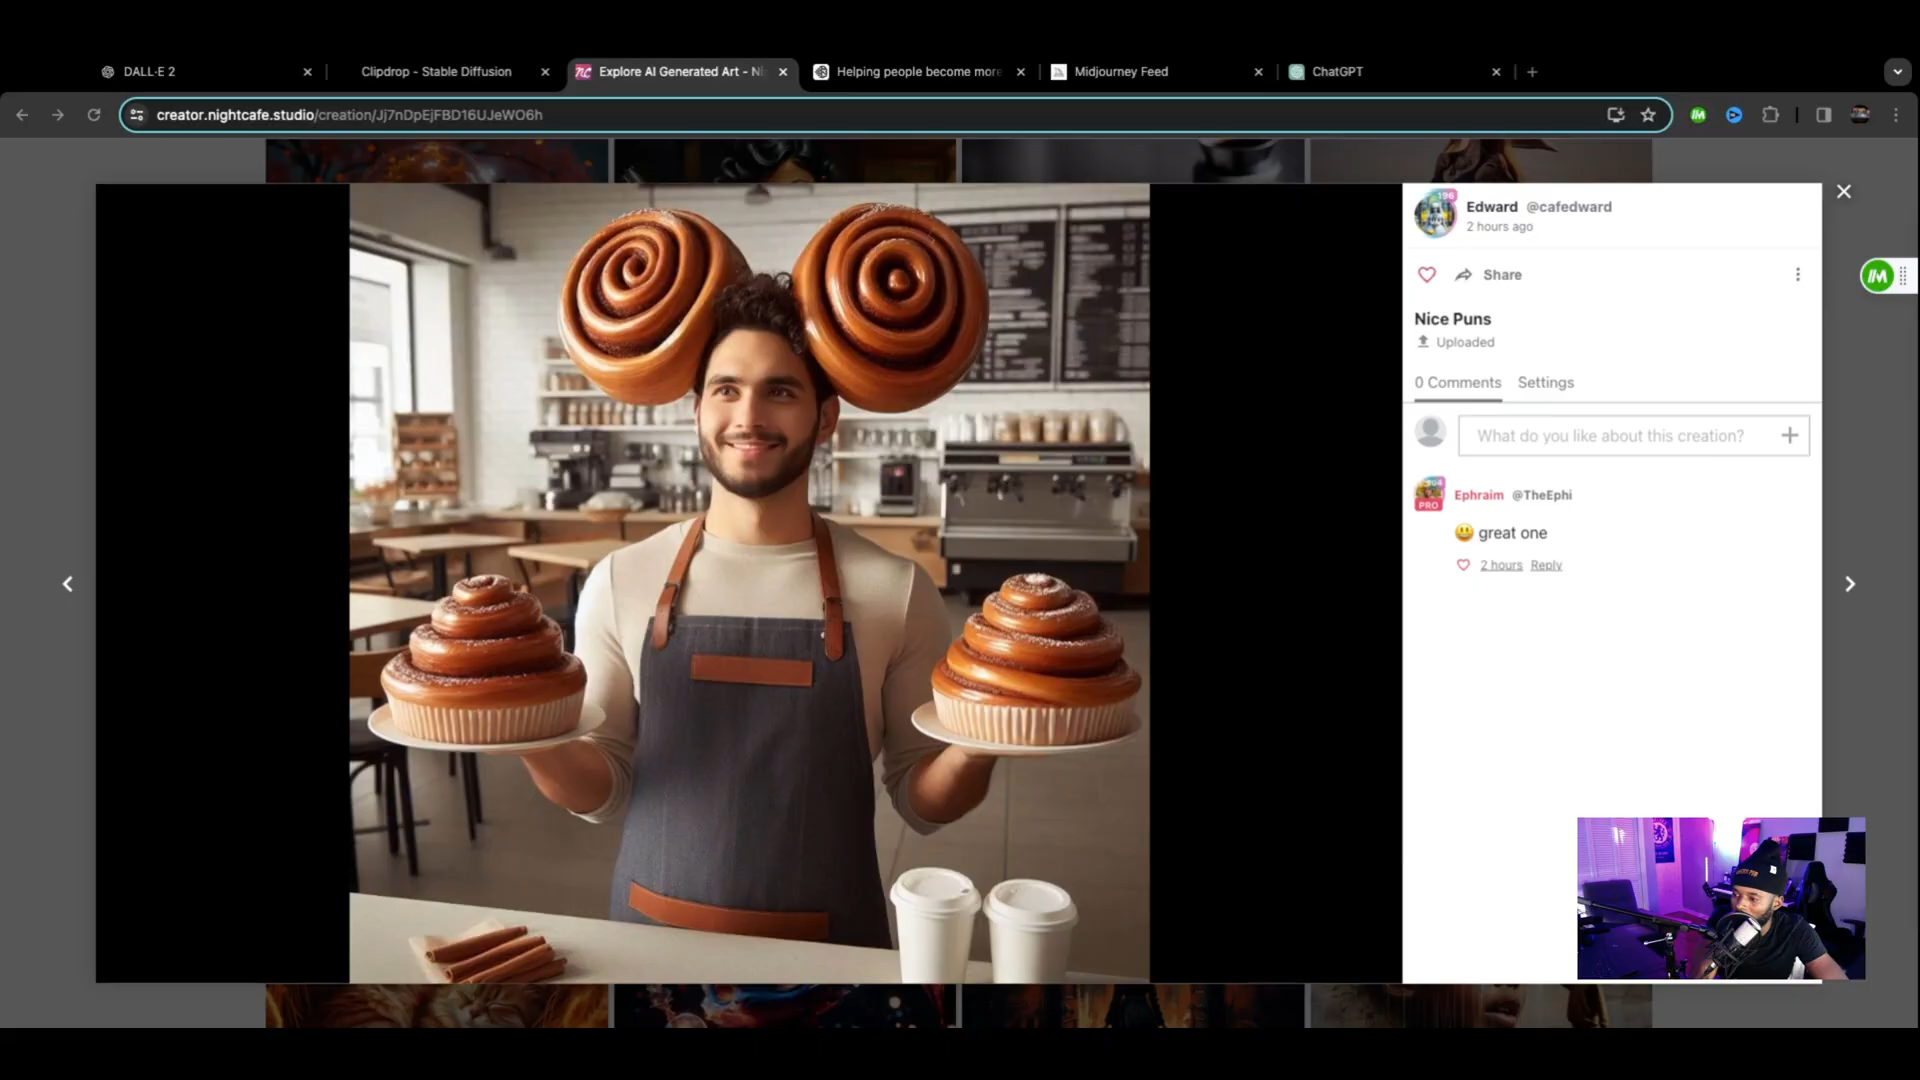 DALL·E 2
Clipdrop - Stable Diffusion
Explore AI Generated Art - Ni
Helping people become more
Midjourney Feed
ChatGPT
creator.nightcafe.studio/creation/Jj7nDpEjFBD16UJeWO6h
196
Edward @cafedward
2 hours ago
Share
Nice Puns
Uploaded
0 Comments Settings
What do you like about this creation?
PRO
Ephraim @TheEphi
😃 great one
2 hours Reply